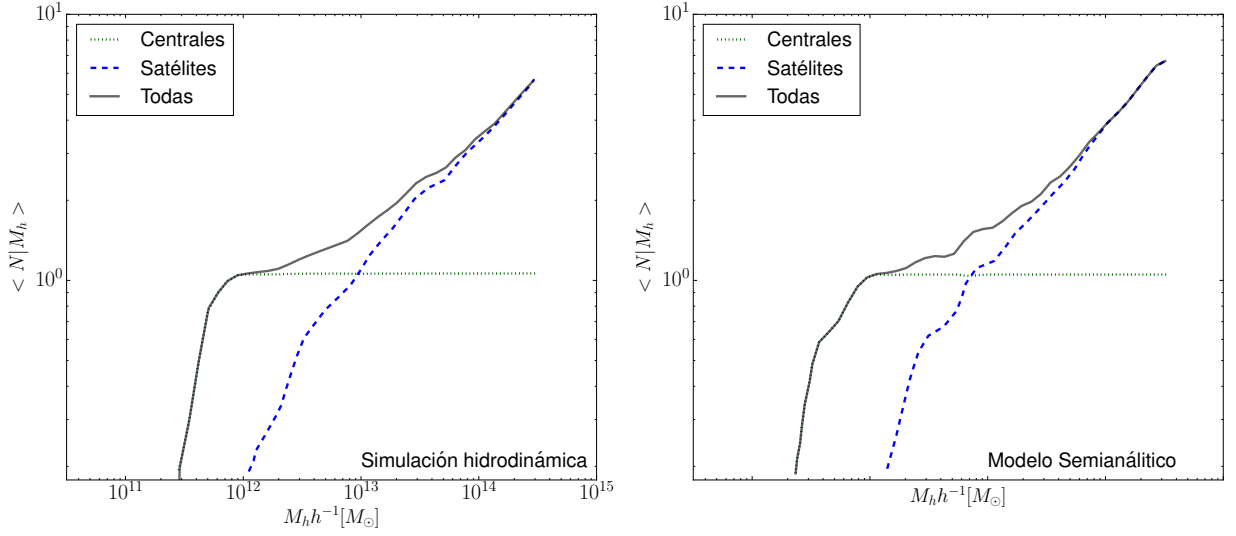 10^1
Centrales
Satélites
Todas
< N|M_h >
10^0
Simulación hidrodinámica
10^11 10^12 10^13 10^14 10^15
M_h h^{-1}[M_⊙]
10^1
Centrales
Satélites
Todas
< N|M_h >
10^0
Modelo Semianálitico
M_h h^{-1}[M_⊙]